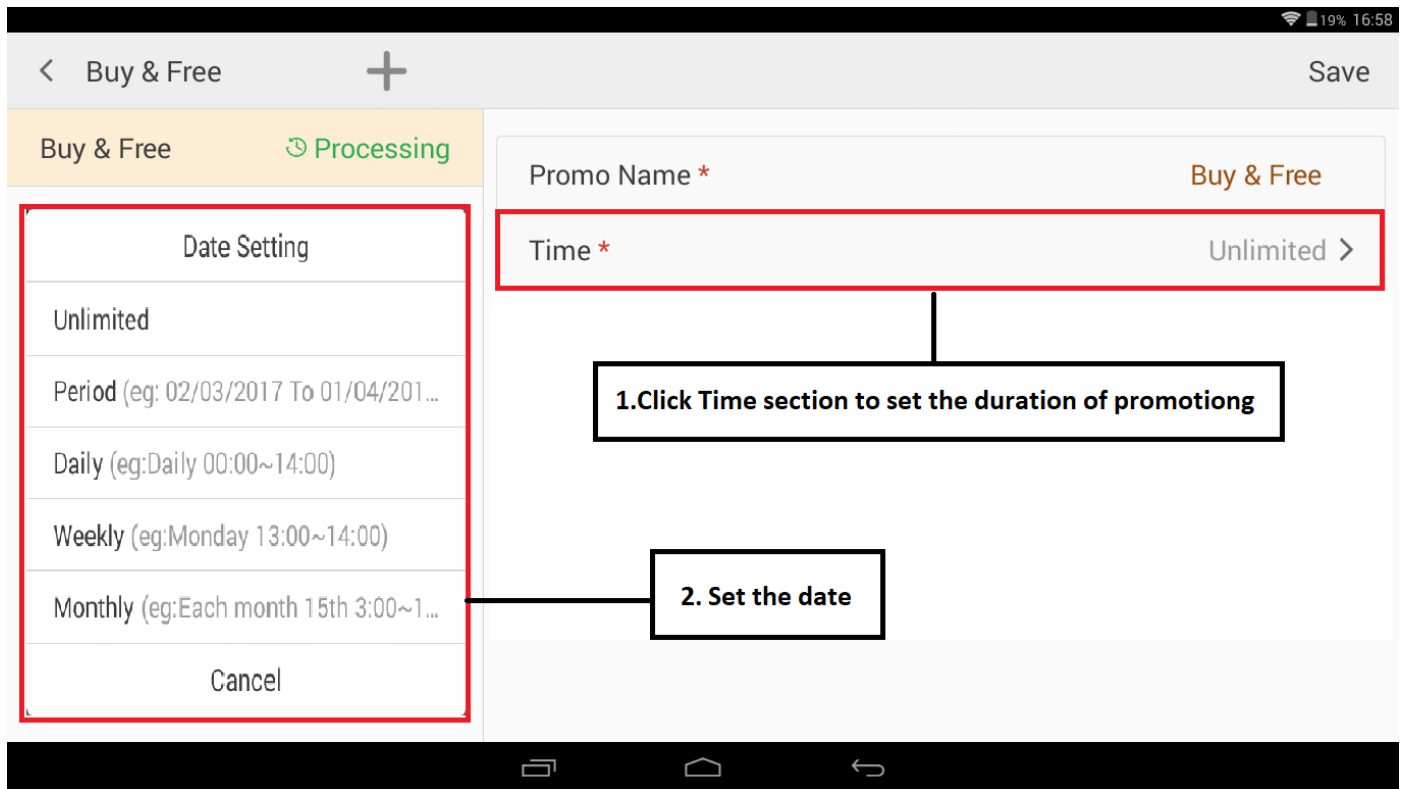 19% 16:58
Buy & Free
Save
Buy & Free Processing
Promo Name * Buy & Free
Time * Unlimited
Date Setting
Unlimited
Period (eg: 02/03/2017 To 01/04/201...
Daily (eg:Daily 00:00~14:00)
Weekly (eg:Monday 13:00~14:00)
Monthly (eg:Each month 15th 3:00~1...
Cancel
1.Click Time section to set the duration of promotiong
2. Set the date